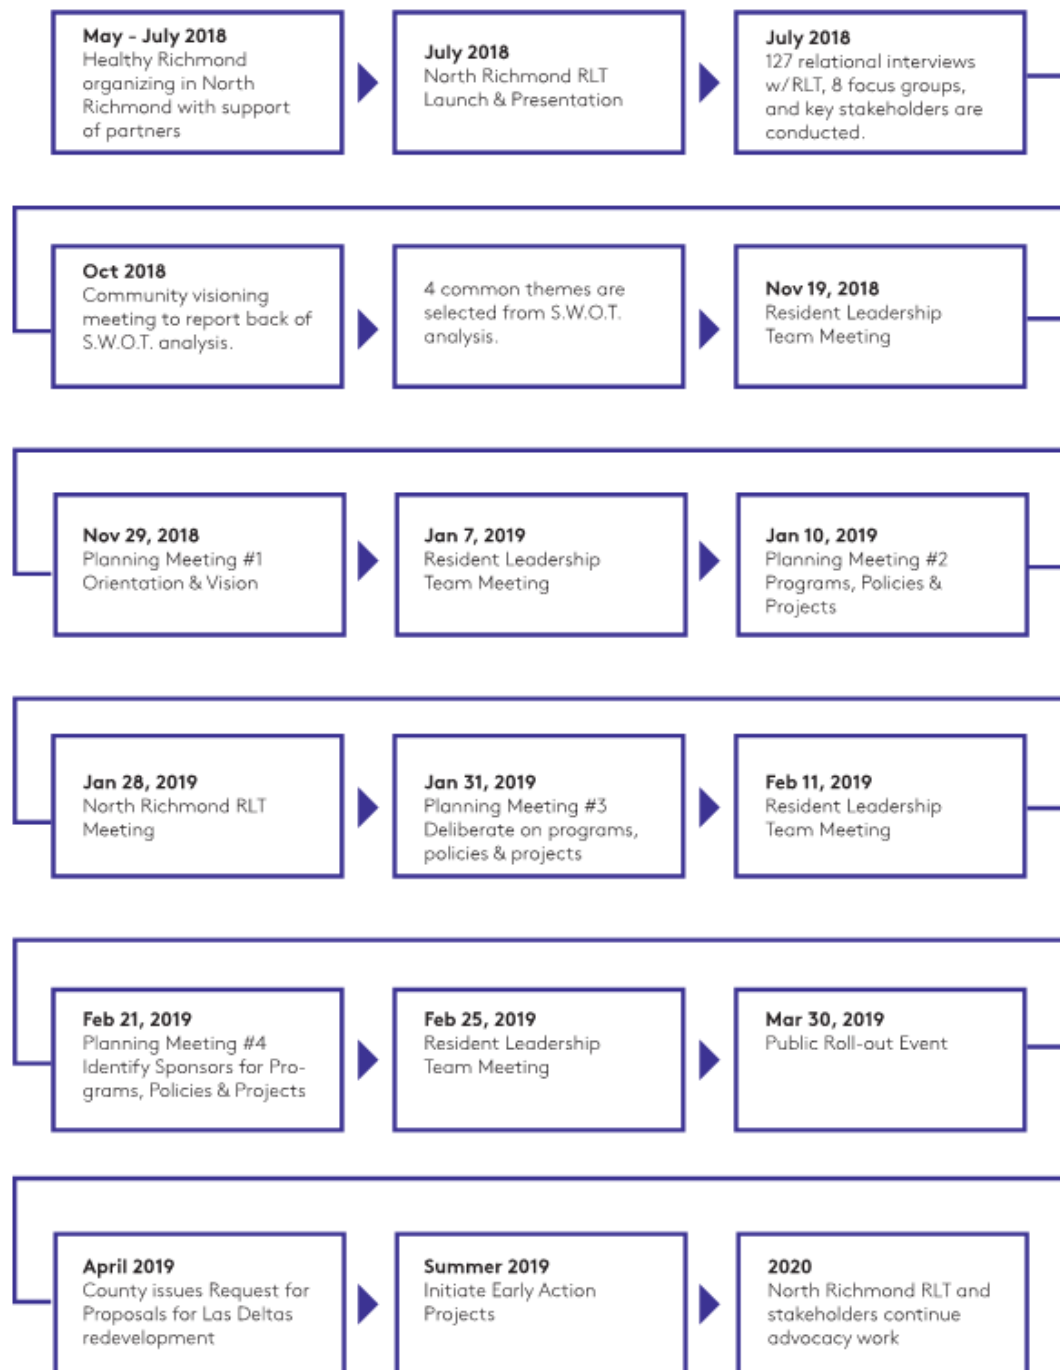 May - July 2018
Healthy Richmond
organizing in North
Richmond with support
of partners
July 2018
North Richmond RLT
Launch & Presentation
July 2018
127 relational interviews
w/RLT, 8 focus groups,
and key stakeholders are
conducted.
Oct 2018
Community visioning
meeting to report back of
S.W.O.T. analysis.
4 common themes are
selected from S.W.O.T.
analysis.
Nov 19, 2018
Resident Leadership
Team Meeting
Nov 29, 2018
Planning Meeting #1
Orientation & Vision
Jan 7, 2019
Resident Leadership
Team Meeting
Jan 10, 2019
Planning Meeting #2
Programs, Policies &
Projects
Jan 28, 2019
North Richmond RLT
Meeting
Jan 31, 2019
Planning Meeting #3
Deliberate on programs,
policies & projects
Feb 11, 2019
Resident Leadership
Team Meeting
Feb 21, 2019
Planning Meeting #4
Identify Sponsors for Pro-
grams, Policies & Projects
Feb 25, 2019
Resident Leadership
Team Meeting
Mar 30, 2019
Public Roll-out Event
April 2019
County issues Request for
Proposals for Las Deltas
redevelopment
Summer 2019
Initiate Early Action
Projects
2020
North Richmond RLT and
stakeholders continue
advocacy work